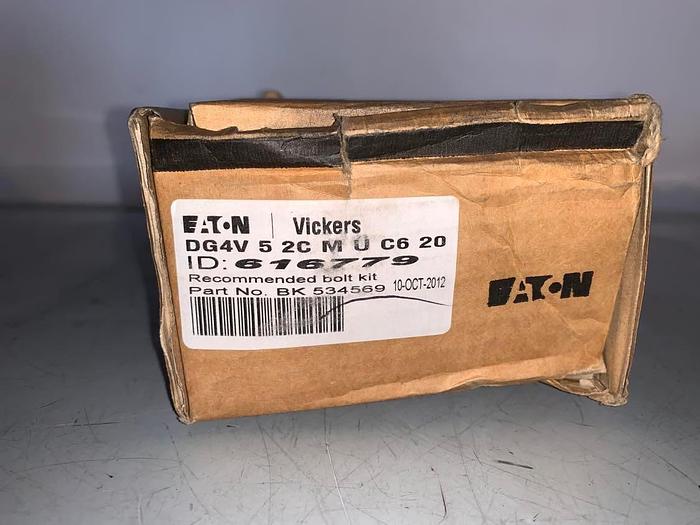 EATON | Vickers
DG4V 5 2C M U C6 20
ID: 616779
Recommended bolt kit
Part No. BK 534569 10-OCT-2012
EATON